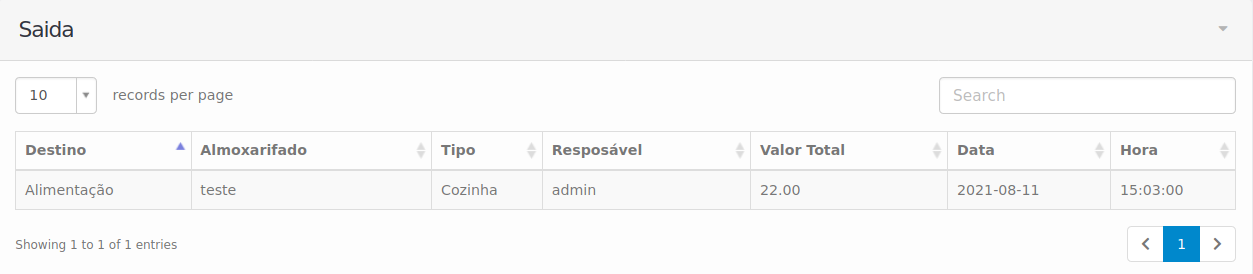 Saida
10 records per page Search
Destino Almoxarifado Tipo Resposável Valor Total Data Hora
Alimentação teste Cozinha admin 22.00 2021-08-11 15:03:00
Showing 1 to 1 of 1 entries 1